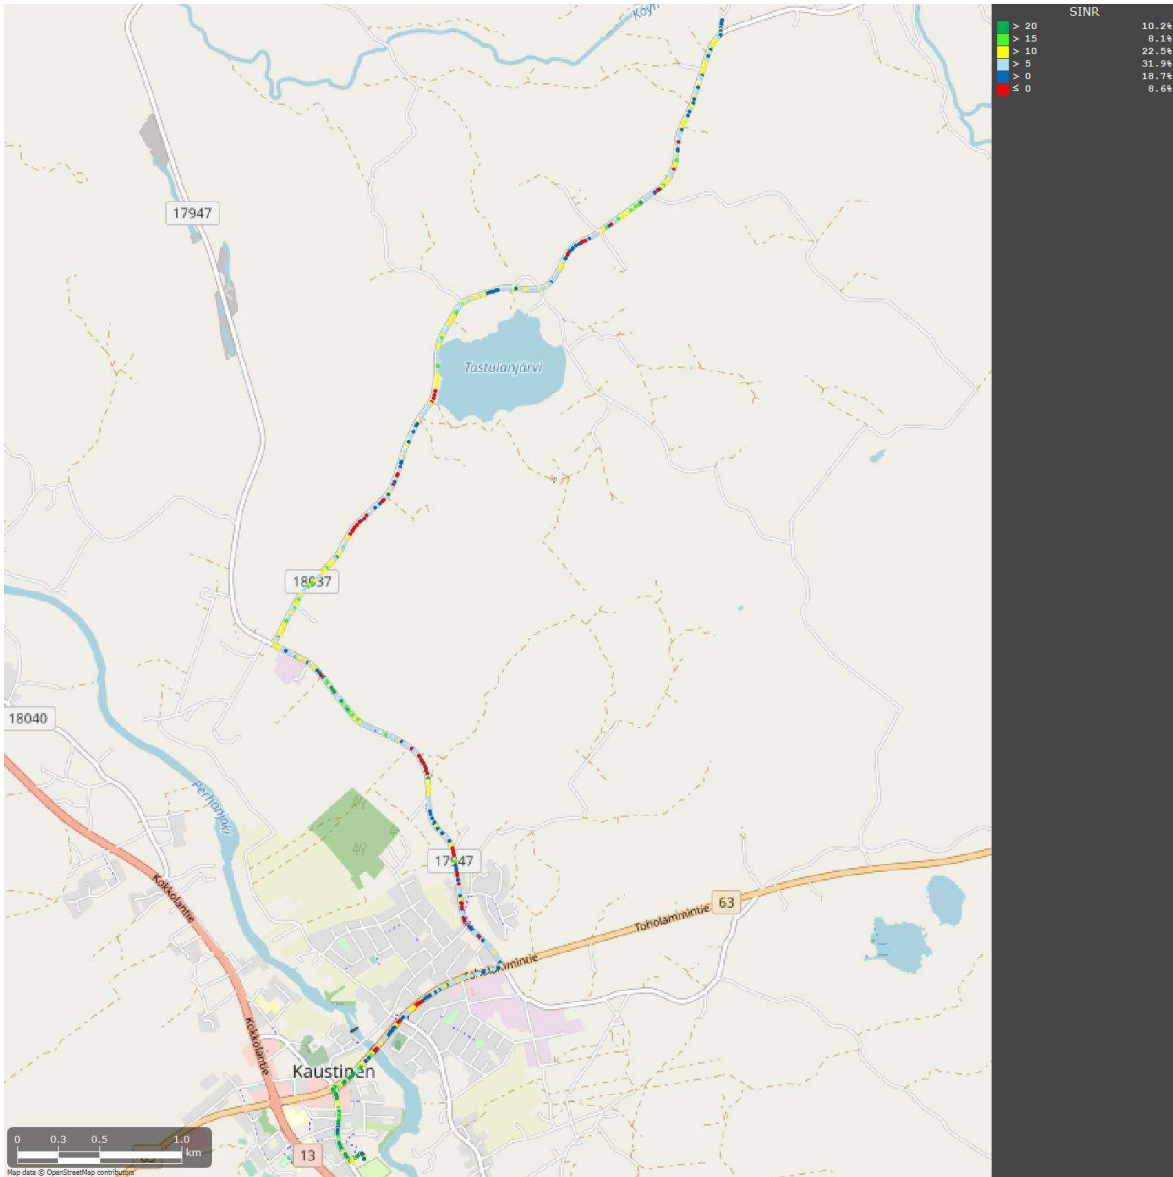 SINR
> 20 10.2%
> 15 8.1%
> 10 22.5%
> 5 31.9%
> 0 18.7%
≤ 0 8.6%
17947
Tastulanjärvi
18040
Perhonjoki
17947
Kokkolantie
Toholammintie
63
Kokkolantie
Kaustinen
0 0.3 0.5 1.0
km
13
Map data © OpenStreetMap contributors